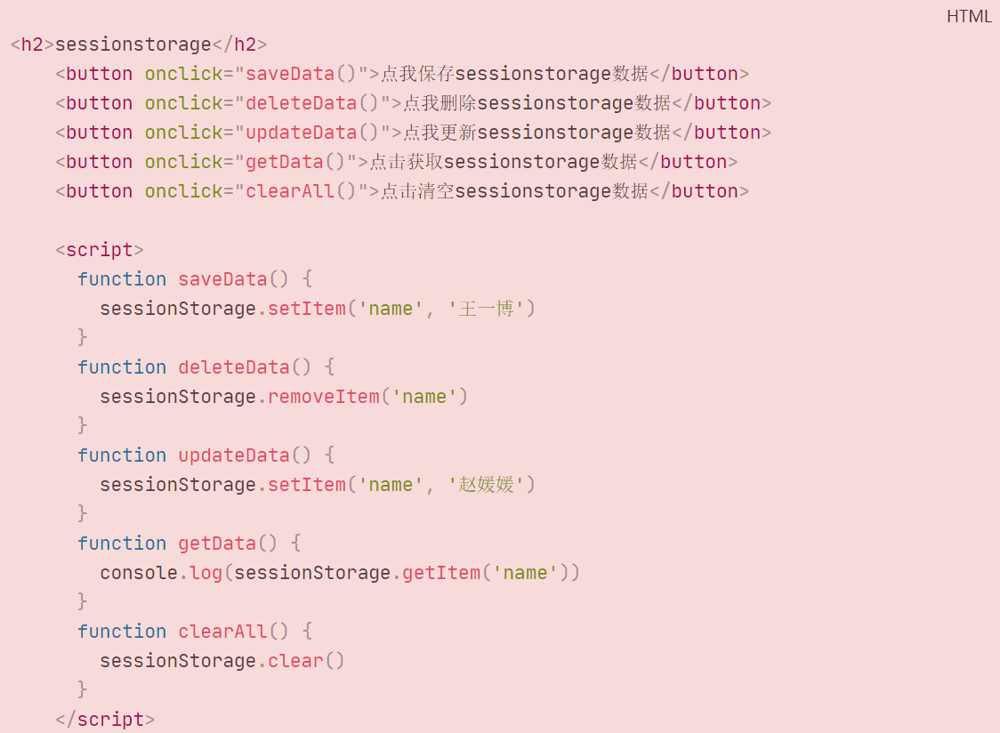 HTML
<h2>sessionstorage</h2>
<button onclick="saveData()">点我保存sessionstorage数据</button>
<button onclick="deleteData()">点我删除sessionstorage数据</button>
<button onclick="updateData()">点我更新sessionstorage数据</button>
<button onclick="getData()">点击获取sessionstorage数据</button>
<button onclick="clearAll()">点击清空sessionstorage数据</button>
<script>
function saveData() {
sessionStorage.setItem('name', '王一博')
}
function deleteData() {
sessionStorage.removeItem('name')
}
function updateData() {
sessionStorage.setItem('name', '赵媛媛')
}
function getData() {
console.log(sessionStorage.getItem('name'))
}
function clearAll() {
sessionStorage.clear()
}
</script>